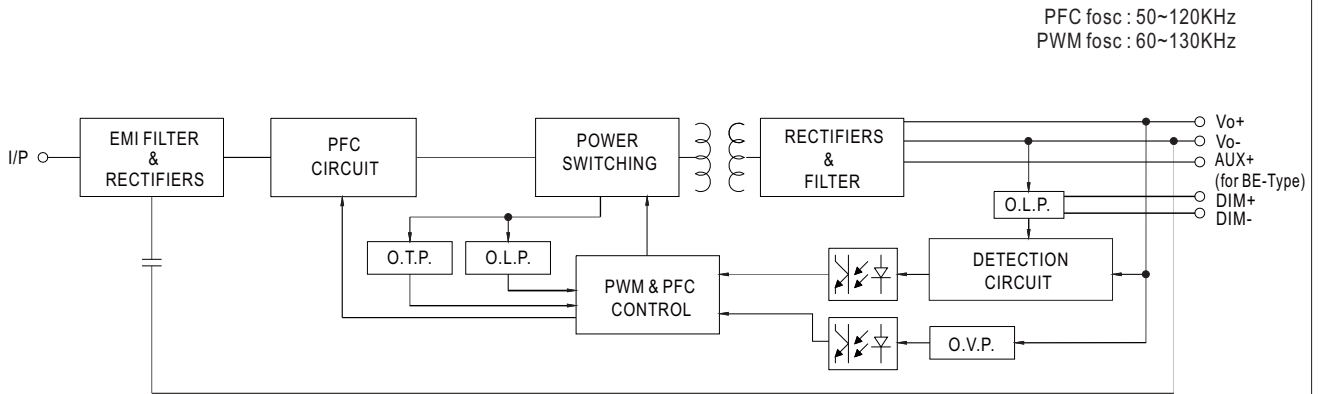 PFC fosc : 50~120KHz
PWM fosc : 60~130KHz
I/P
EMI FILTER
&
RECTIFIERS
PFC
CIRCUIT
POWER
SWITCHING
RECTIFIERS
&
FILTER
Vo+
Vo-
AUX+
(for BE-Type)
DIM+
DIM-
O.L.P.
O.T.P.
O.L.P.
PWM & PFC
CONTROL
DETECTION
CIRCUIT
O.V.P.